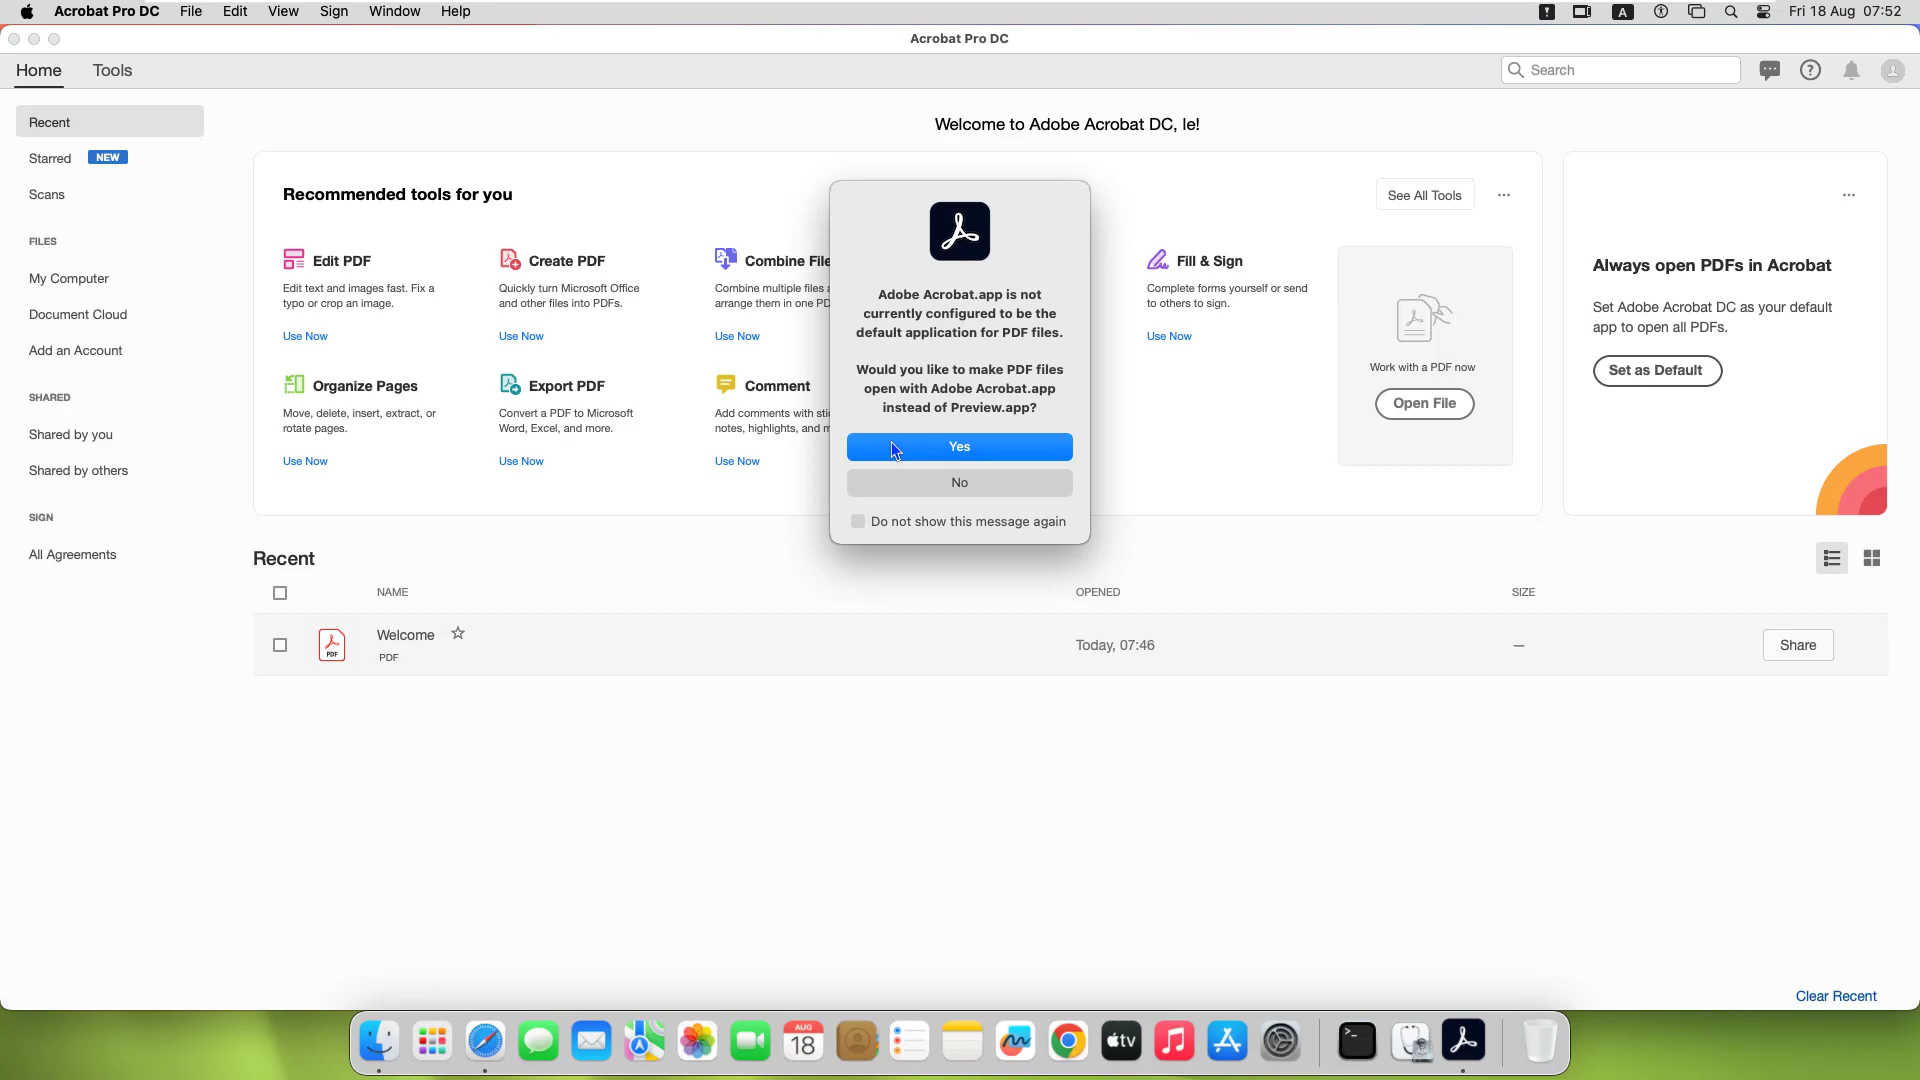 Acrobat Pro DC File Edit View Sign Window Help
A Fri 18 Aug 07:52
Acrobat Pro DC
Home Tools
Search
Recent
Starred NEW
Scans
FILES
My Computer
Document Cloud
Add an Account
SHARED
Shared by you
Shared by others
SIGN
All Agreements
Welcome to Adobe Acrobat DC, le!
Recommended tools for you
See All Tools
Edit PDF
Edit text and images fast. Fix a
typo or crop an image.
Use Now
Create PDF
Quickly turn Microsoft Office
and other files into PDFs.
Use Now
Combine File
Combine multiple files a
arrange them in one PD
Use Now
Fill & Sign
Complete forms yourself or send
to others to sign.
Use Now
Organize Pages
Move, delete, insert, extract, or
rotate pages.
Use Now
Export PDF
Convert a PDF to Microsoft
Word, Excel, and more.
Use Now
Comment
Add comments with sti
notes, highlights, and m
Use Now
Work with a PDF now
Open File
Always open PDFs in Acrobat
Set Adobe Acrobat DC as your default
app to open all PDFs.
Set as Default
Adobe Acrobat.app is not
currently configured to be the
default application for PDF files.
Would you like to make PDF files
open with Adobe Acrobat.app
instead of Preview.app?
Yes
No
Do not show this message again
Recent
NAME OPENED SIZE
Welcome
PDF
PDF
Today, 07:46
—
Share
Clear Recent
AUG
18
tv